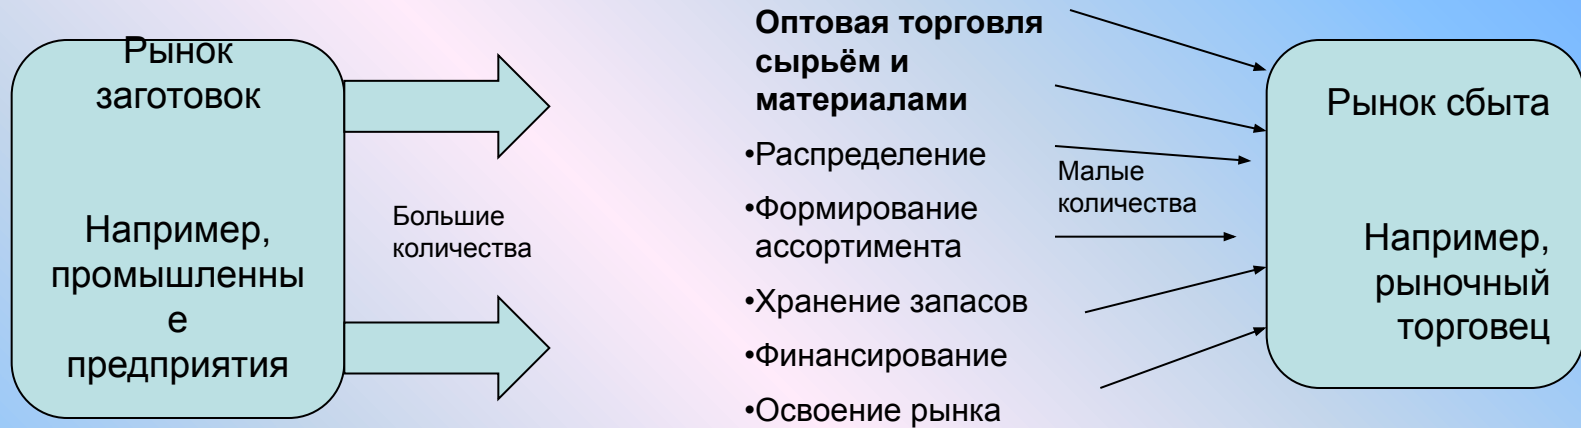 Рынок
заготовок
Например,
промышленны
е
предприятия
Большие
количества
Оптовая торговля
сырьём и
материалами
•Распределение
•Формирование
ассортимента
•Хранение запасов
•Финансирование
•Освоение рынка
Малые
количества
Рынок сбыта
Например,
рыночный
торговец